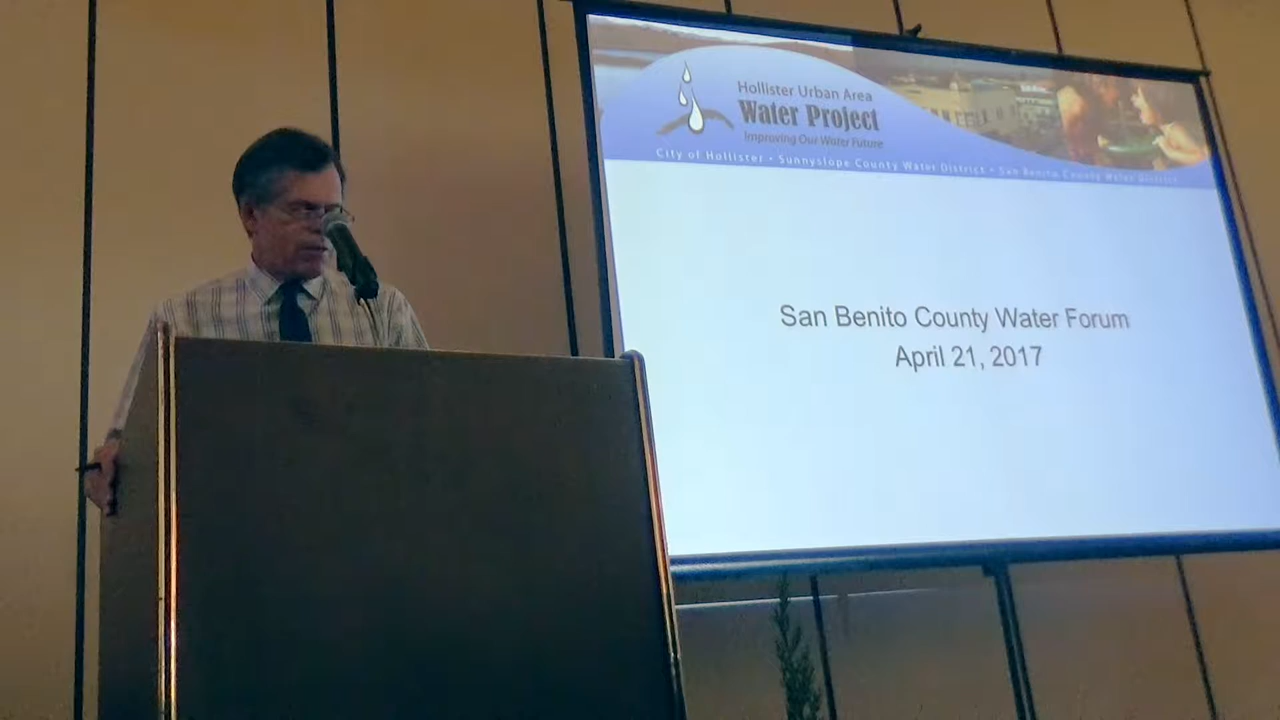 Hollister Urban Area
Water Project
Improving Our Water Future
City of Hollister • Sunnyslope County Water District • San Benito County Water District
San Benito County Water Forum
April 21, 2017